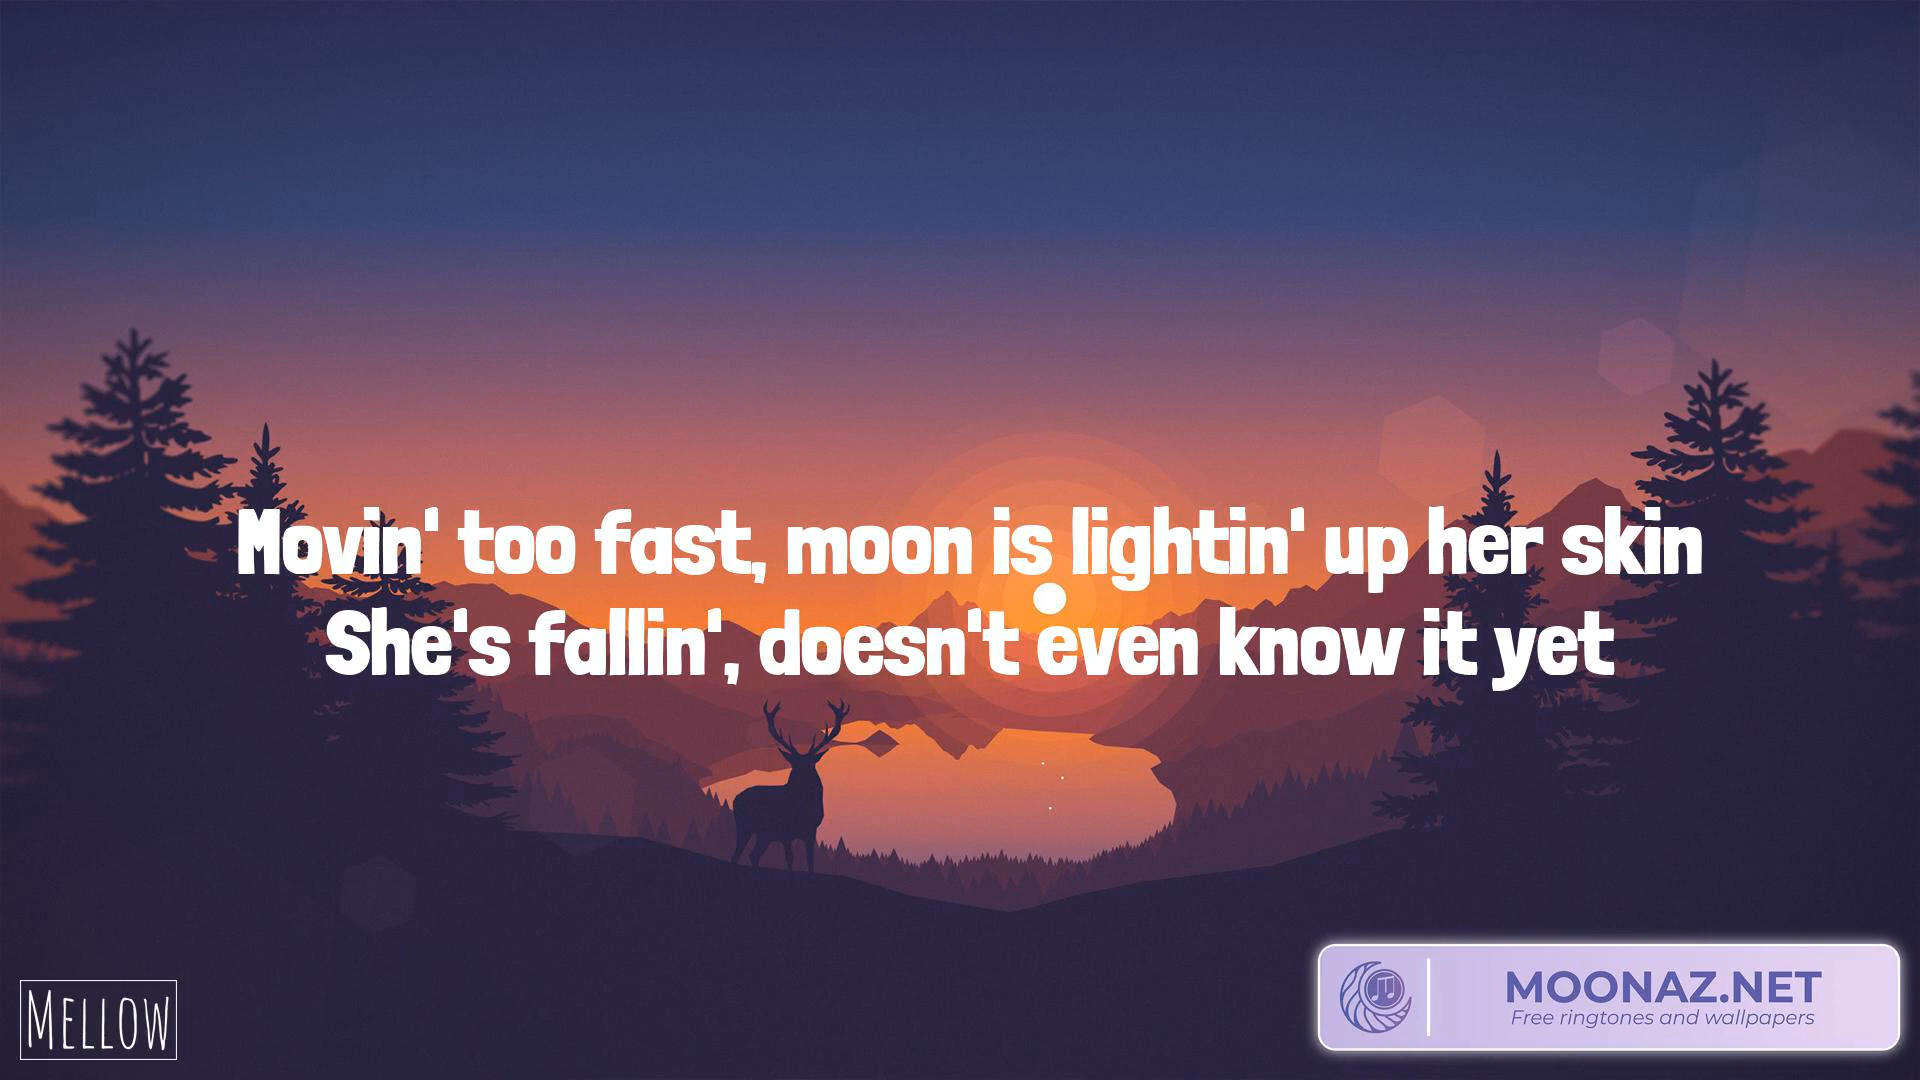 Movin' too fast, moon is lightin' up her skin
She's fallin', doesn't even know it yet
MELLOW
MOONAZ.NET
Free ringtones and wallpapers